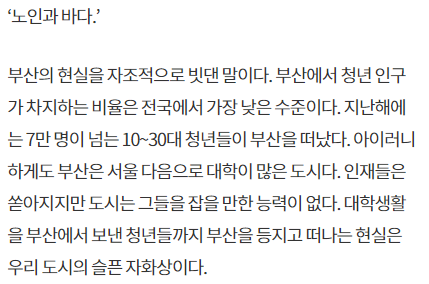 ‘노인과 바다.’
부산의 현실을 자조적으로 빗댄 말이다. 부산에서 청년 인구
가 차지하는 비율은 전국에서 가장 낮은 수준이다. 지난해에
는 7만 명이 넘는 10~30대 청년들이 부산을 떠났다. 아이러니
하게도 부산은 서울 다음으로 대학이 많은 도시다. 인재들은
쏟아지지만 도시는 그들을 잡을 만한 능력이 없다. 대학생활
을 부산에서 보낸 청년들까지 부산을 등지고 떠나는 현실은
우리 도시의 슬픈 자화상이다.